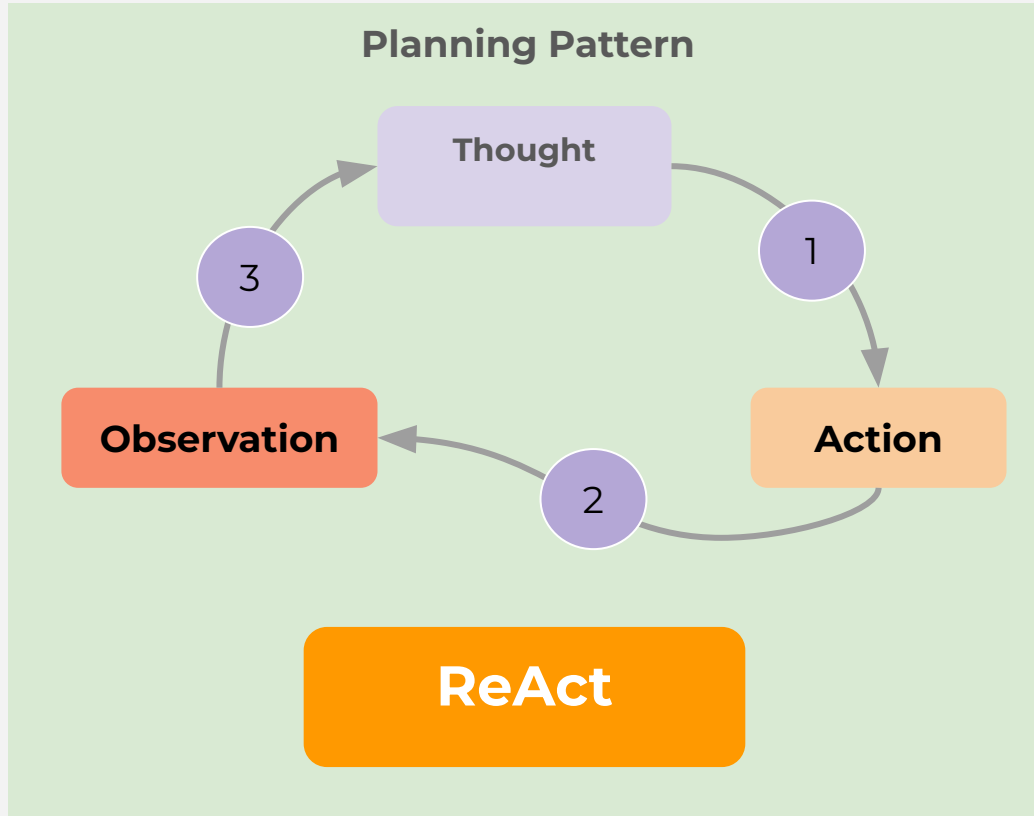 Planning Pattern
Thought
1
3
Observation
Action
2
ReAct